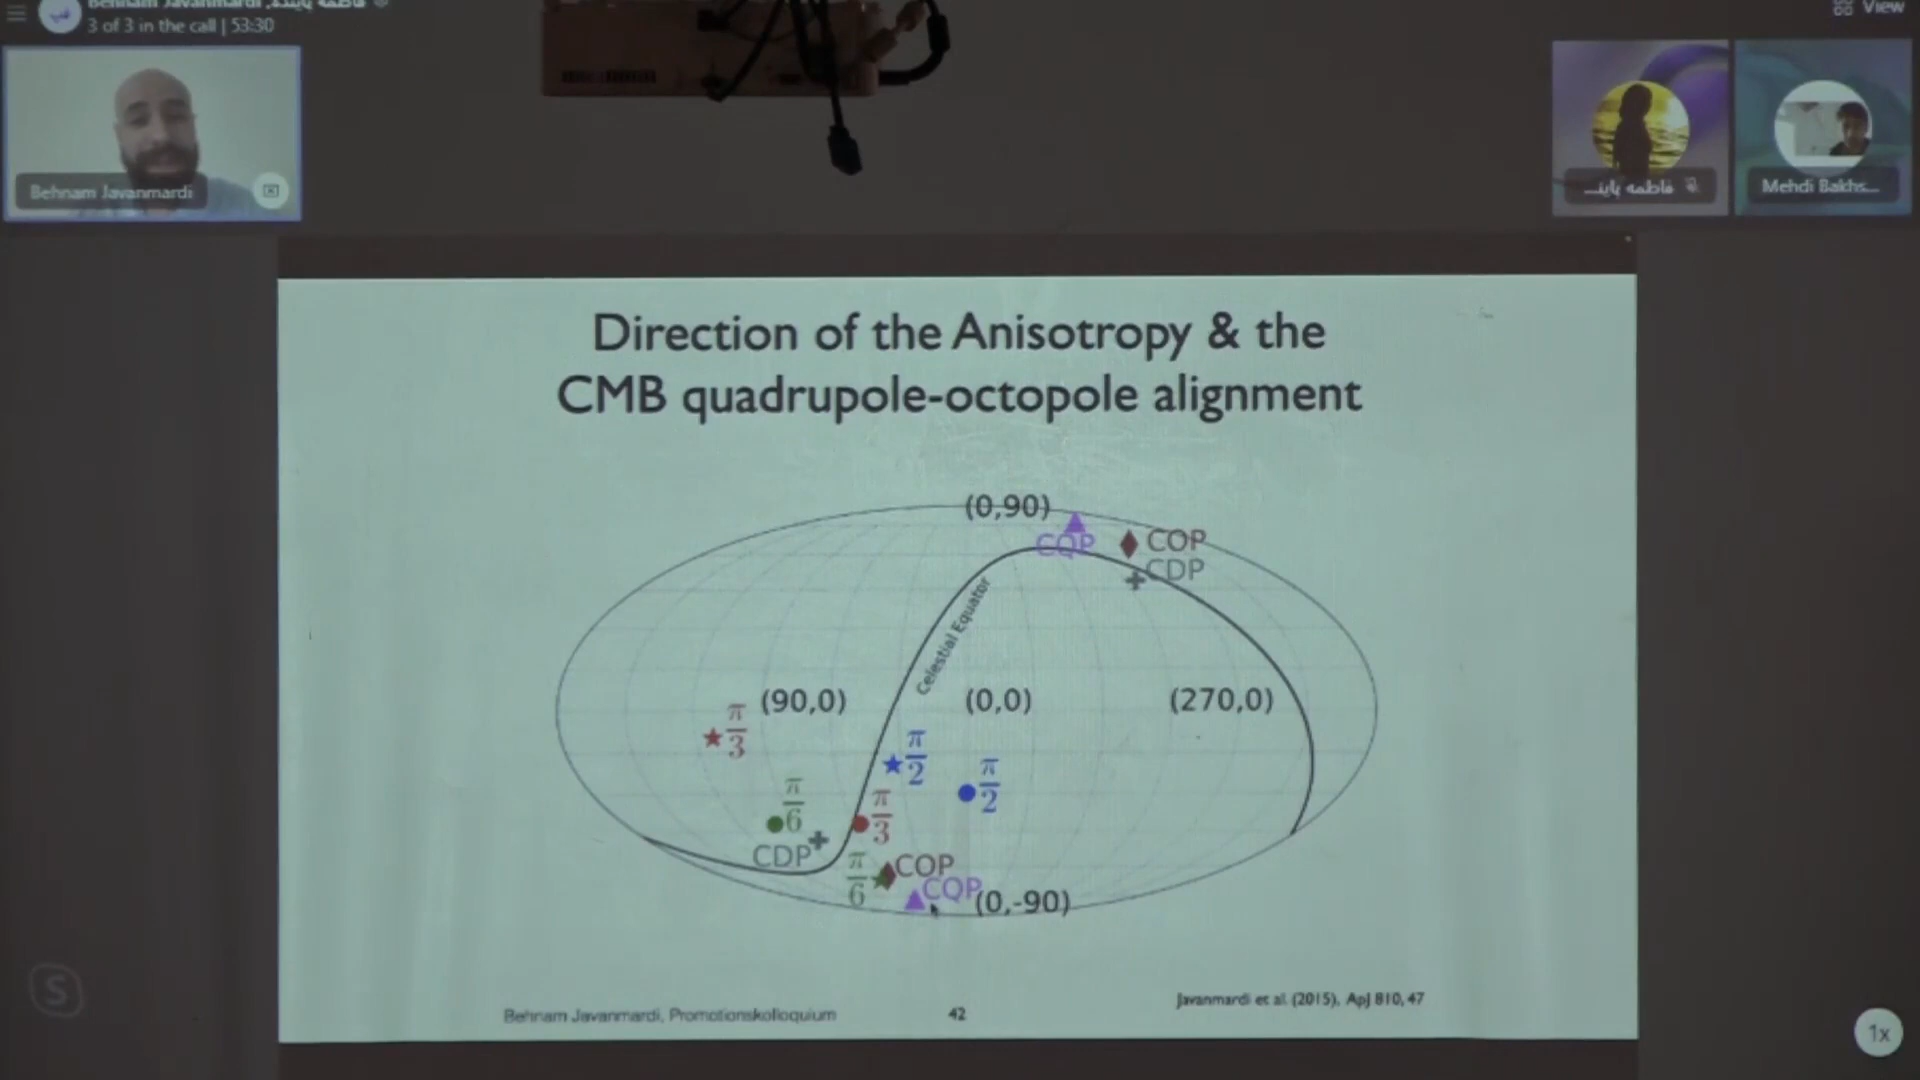 3 of 3 in the call | 53:30
View
Behnam Javanmardi
Mehdi Bakhs...
Direction of the Anisotropy & the
CMB quadrupole-octopole alignment
(0,90)
CQP
COP
CDP
Celestial Equator
(90,0)
(0,0)
(270,0)
π/3
π/2
π/2
π/6
π/3
CDP
π/6
COP
CQP
(0,-90)
Javanmardi et al. (2015), ApJ 810, 47
Behnam Javanmardi, Promotionskolloquium
42
S
1x